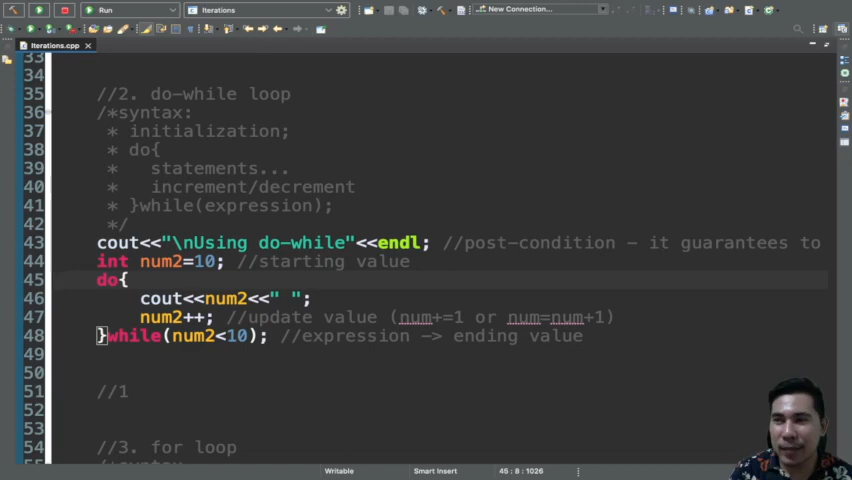 Run
Iterations
New Connection...
Iterations.cpp
33
34
35 //2. do-while loop
36 /*syntax:
37 * initialization;
38 * do{
39 * statements...
40 * increment/decrement
41 * }while(expression);
42 */
43 cout<<"\nUsing do-while"<<endl; //post-condition - it guarantees to
44 int num2=10; //starting value
45 do{
46 cout<<num2<<" ";
47 num2++; //update value (num+=1 or num=num+1)
48 }while(num2<10); //expression -> ending value
49
50
51 //1
52
53
54 //3. for loop
55 /*syntax
Writable
Smart Insert
45 : 8 : 1026